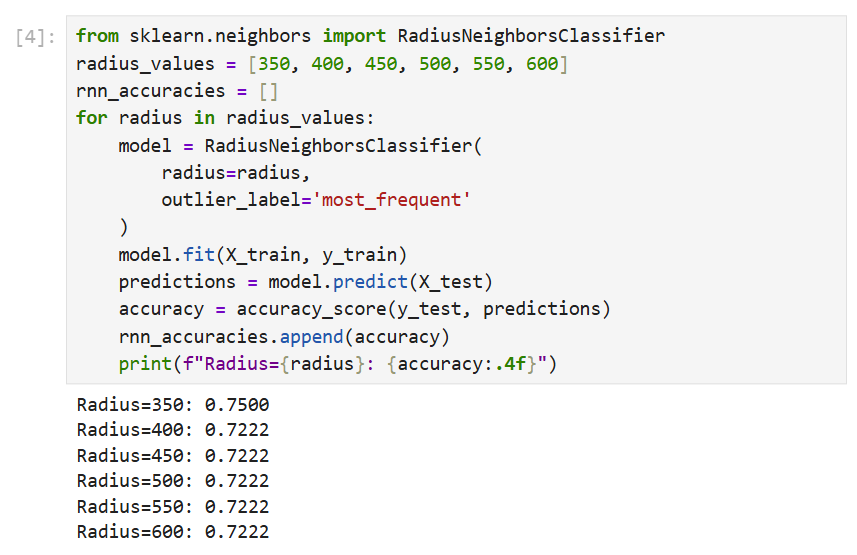 [4]:
from sklearn.neighbors import RadiusNeighborsClassifier
radius_values = [350, 400, 450, 500, 550, 600]
rnn_accuracies = []
for radius in radius_values:
    model = RadiusNeighborsClassifier(
        radius=radius,
        outlier_label='most_frequent'
    )
    model.fit(X_train, y_train)
    predictions = model.predict(X_test)
    accuracy = accuracy_score(y_test, predictions)
    rnn_accuracies.append(accuracy)
    print(f"Radius={radius}: {accuracy:.4f}")
Radius=350: 0.7500
Radius=400: 0.7222
Radius=450: 0.7222
Radius=500: 0.7222
Radius=550: 0.7222
Radius=600: 0.7222